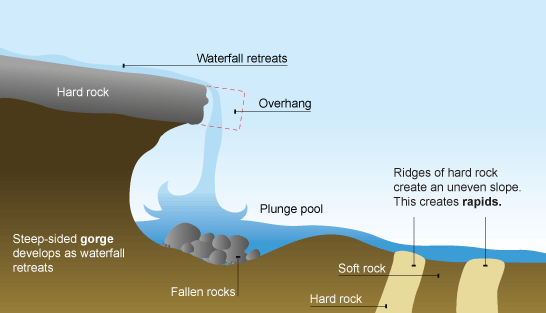 Waterfall retreats
Hard rock
Overhang
Ridges of hard rock
create an uneven slope.
This creates rapids.
Plunge pool
Steep-sided gorge
develops as waterfall
retreats
Soft rock
Fallen rocks
Hard rock